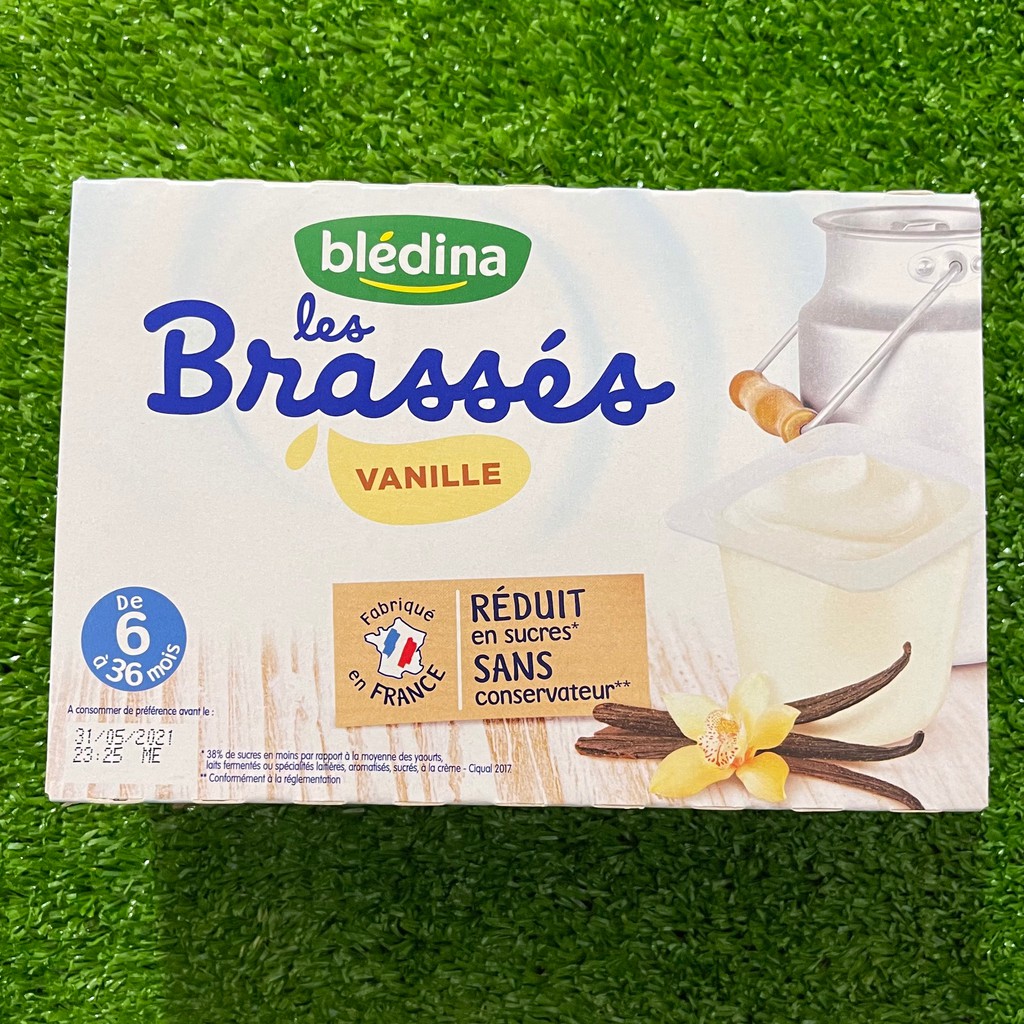 blédina
les
Brassés
VANILLE
De
6
à 36 mois
Fabriqué
en FRANCE
RÉDUIT
en sucres*
SANS
conservateur**
A consommer de préférence avant le :
31/05/2021
23:25 ME
* 38% de sucres en moins par rapport à la moyenne des yaourts,
laits fermentés ou spécialités laitières, aromatisés, sucrés, à la crème - Ciqual 2017
** Conformément à la réglementation